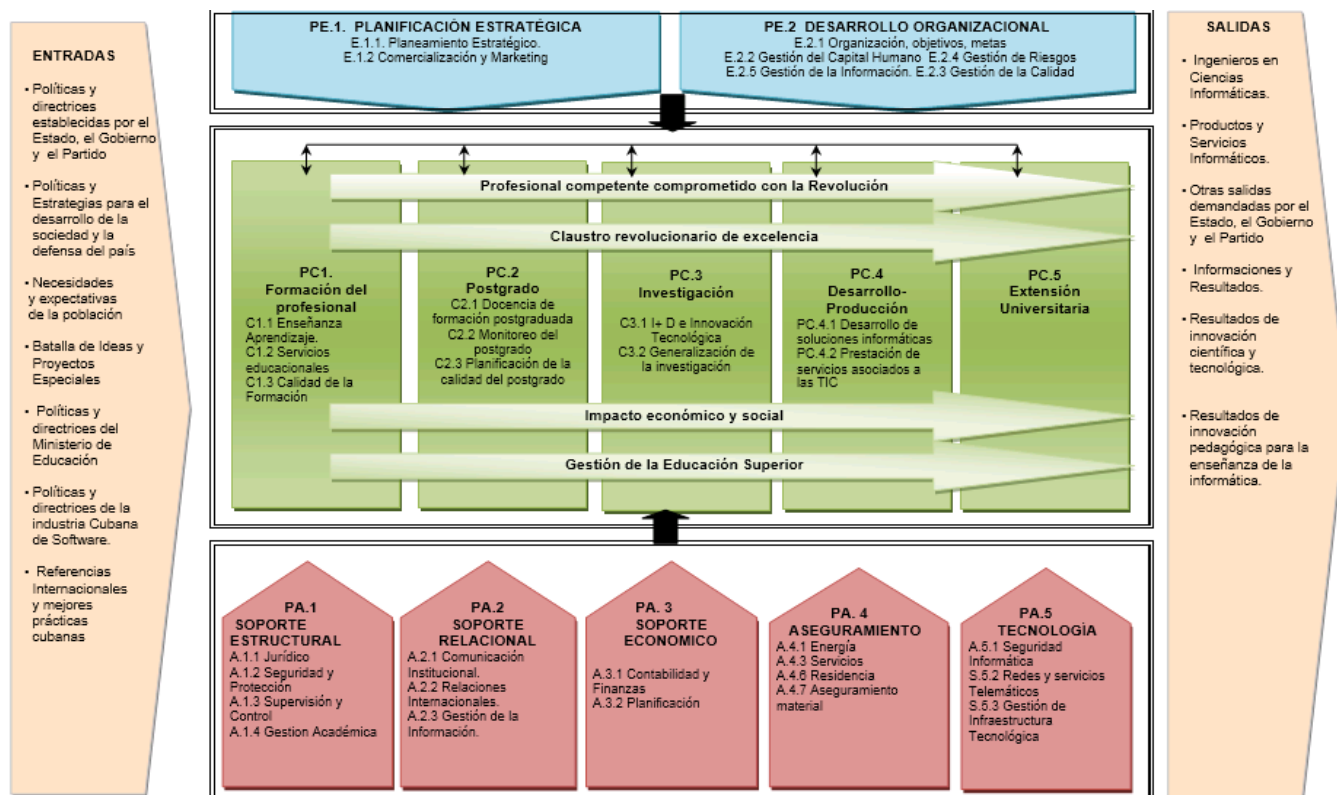 ENTRADAS
• Políticas y
directrices
establecidas por el
Estado, el Gobierno
y el Partido
• Políticas y
Estrategias para el
desarrollo de la
sociedad y la
defensa del país
• Necesidades
y expectativas
de la población
• Batalla de Ideas y
Proyectos
Especiales
• Políticas y
directrices del
Ministerio de
Educación
• Políticas y
directrices de la
industria Cubana
de Software.
• Referencias
Internacionales
y mejores
prácticas
cubanas
PE.1. PLANIFICACIÓN ESTRATÉGICA
E.1.1. Planeamiento Estratégico.
E.1.2 Comercialización y Marketing
PE.2 DESARROLLO ORGANIZACIONAL
E.2.1 Organización, objetivos, metas
E.2.2 Gestión del Capital Humano E.2.4 Gestión de Riesgos
E.2.5 Gestión de la Información. E.2.3 Gestión de la Calidad
Profesional competente comprometido con la Revolución
Claustro revolucionario de excelencia
PC1.
Formación del
profesional
C1.1 Enseñanza
Aprendizaje.
C1.2 Servicios
educacionales
C1.3 Calidad de la
Formación
PC.2
Postgrado
C2.1 Docencia de
formación postgraduada
C2.2 Monitoreo del
postgrado
C2.3 Planificación de la
calidad del postgrado
PC.3
Investigación
C3.1 I+ D e Innovación
Tecnológica
C3.2 Generalización de
la investigación
PC.4
Desarrollo-
Producción
PC.4.1 Desarrollo de
soluciones informáticas
PC.4.2 Prestación de
servicios asociados a
las TIC
PC.5
Extensión
Universitaria
Impacto económico y social
Gestión de la Educación Superior
PA.1
SOPORTE
ESTRUCTURAL
A.1.1 Jurídico
A.1.2 Seguridad y
Protección
A.1.3 Supervisión y
Control
A.1.4 Gestion Académica
PA.2
SOPORTE
RELACIONAL
A.2.1 Comunicación
Institucional.
A.2.2 Relaciones
Internacionales.
A.2.3 Gestión de la
Información.
PA. 3
SOPORTE
ECONOMICO
A.3.1 Contabilidad y
Finanzas
A.3.2 Planificación
PA. 4
ASEGURAMIENTO
A.4.1 Energía
A.4.3 Servicios
A.4.6 Residencia
A.4.7 Aseguramiento
material
PA.5
TECNOLOGÌA
A.5.1 Seguridad
Informática
S.5.2 Redes y servicios
Telemáticos
S.5.3 Gestión de
Infraestructura
Tecnológica
SALIDAS
• Ingenieros en
Ciencias
Informáticas.
• Productos y
Servicios
Informáticos.
• Otras salidas
demandadas por el
Estado, el Gobierno
y el Partido
• Informaciones y
Resultados.
• Resultados de
innovación
científica y
tecnológica.
• Resultados de
innovación
pedagógica para la
enseñanza de la
informática.